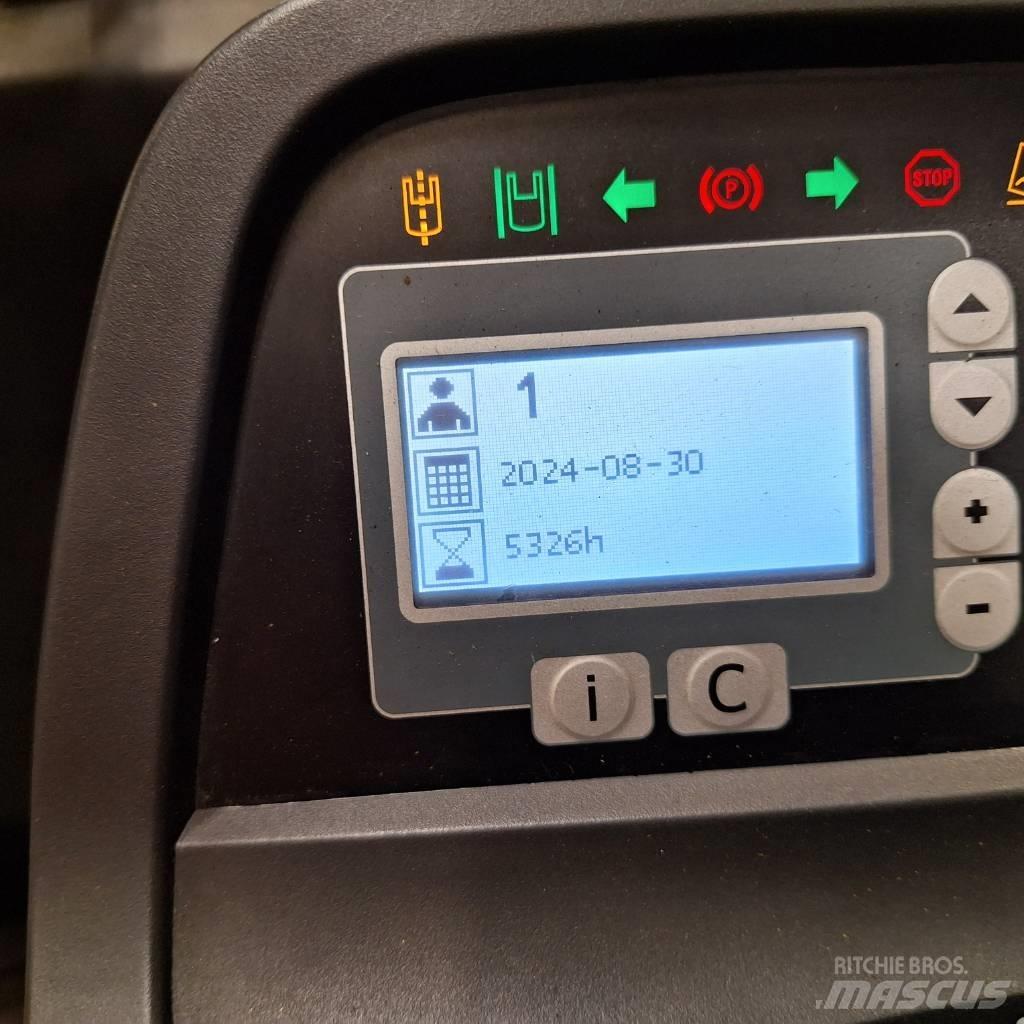 P
STOP
1
2024-08-30
5326h
+
-
i
C
RITCHIE BROS.
MASCUS